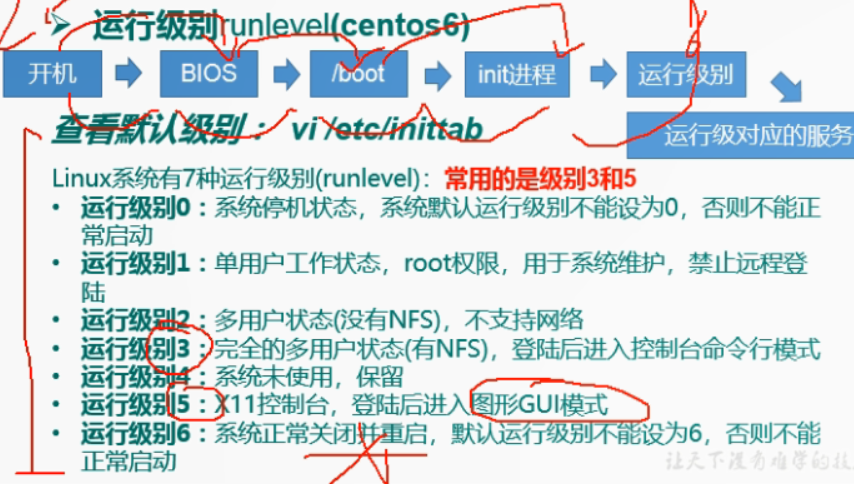 运行级别runlevel(centos6)
开机 BIOS /boot init进程 运行级别
查看默认级别： vi /etc/inittab
运行级对应的服务
Linux系统有7种运行级别(runlevel)：常用的是级别3和5
• 运行级别0：系统停机状态，系统默认运行级别不能设为0，否则不能正
常启动
• 运行级别1：单用户工作状态，root权限，用于系统维护，禁止远程登
陆
• 运行级别2：多用户状态(没有NFS)，不支持网络
• 运行级别3：完全的多用户状态(有NFS)，登陆后进入控制台命令行模式
• 运行级别4：系统未使用，保留
• 运行级别5：X11控制台，登陆后进入图形GUI模式
• 运行级别6：系统正常关闭并重启，默认运行级别不能设为6，否则不能
正常启动
让天下没有难学的技